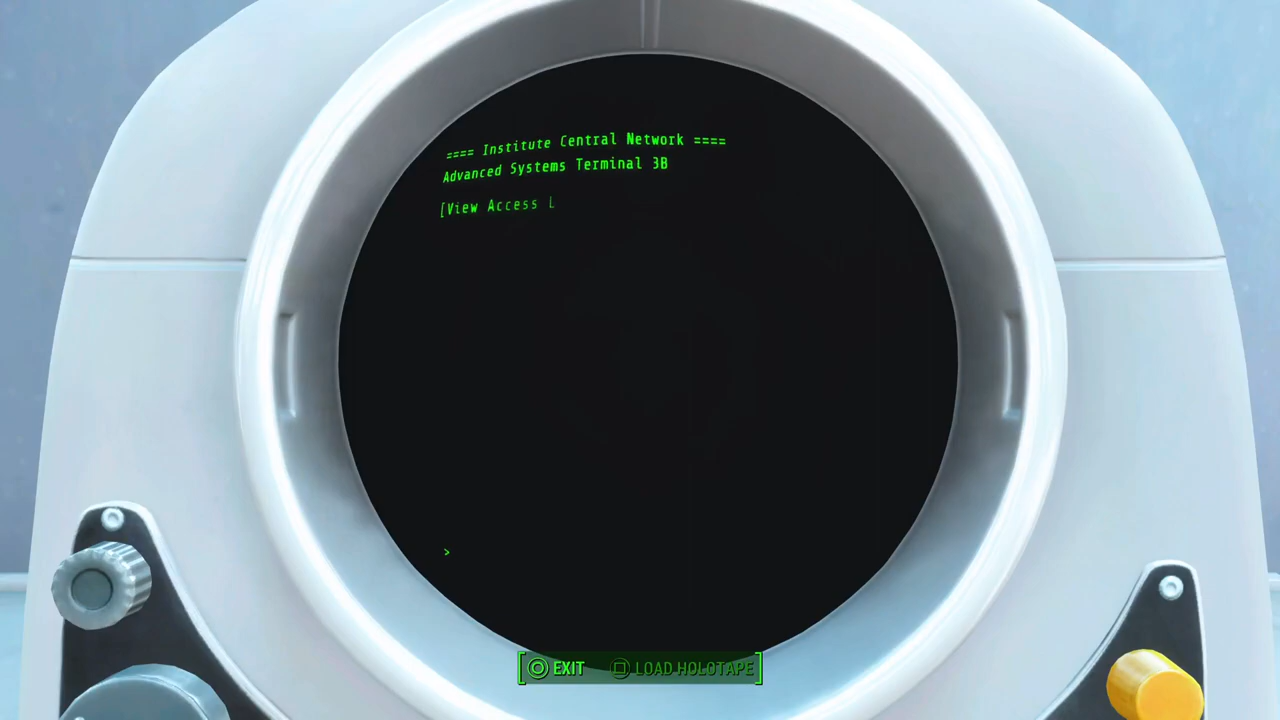 ==== Institute Central Network ====
Advanced Systems Terminal 3B
[View Access L
>
EXIT LOAD HOLOTAPE